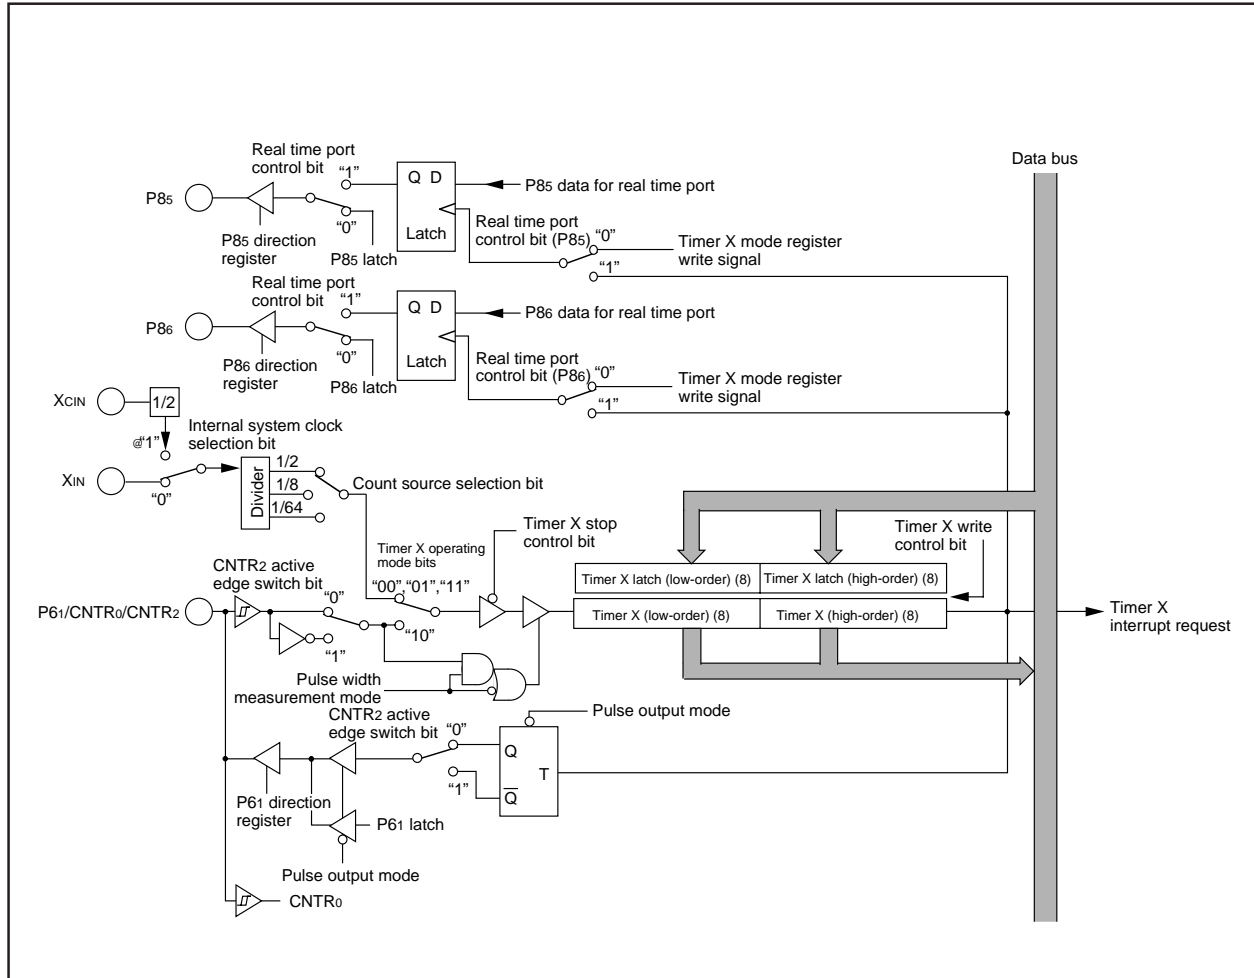 Data bus
Real time port
control bit
“1”
Q D
P85 data for real time port
P85
Real time port
control bit (P85)
“0”
“0”
Latch
Timer X mode register
write signal
P85 direction
register
P85 latch
“1”
Real time port
control bit
“1”
Q D
P86 data for real time port
P86
“0”
Latch
Real time port
control bit (P86)
“0”
Timer X mode register
write signal
P86 direction
register
P86 latch
“1”
XCIN
1/2
@“1”
Internal system clock
selection bit
XIN
“0”
Divider
1/2
1/8
1/64
Count source selection bit
Timer X stop
control bit
Timer X write
control bit
Timer X operating
mode bits
CNTR2 active
edge switch bit
“00”,“01”,“11”
Timer X latch (low-order) (8)
Timer X latch (high-order) (8)
P61/CNTR0/CNTR2
“0”
“10”
“1”
Timer X (low-order) (8)
Timer X (high-order) (8)
Timer X
interrupt request
Pulse width
measurement mode
CNTR2 active
edge switch bit
“0”
Pulse output mode
Q
T
“1”
Q
P61 direction
register
P61 latch
Pulse output mode
CNTR0